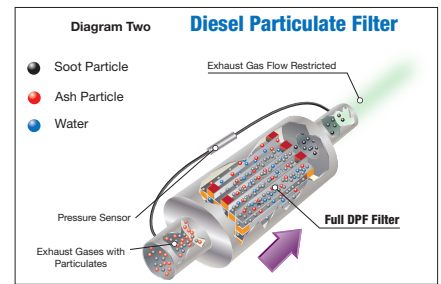 Diagram Two
Diesel Particulate Filter
Soot Particle
Ash Particle
Water
Exhaust Gas Flow Restricted
Pressure Sensor
Full DPF Filter
Exhaust Gases with
Particulates